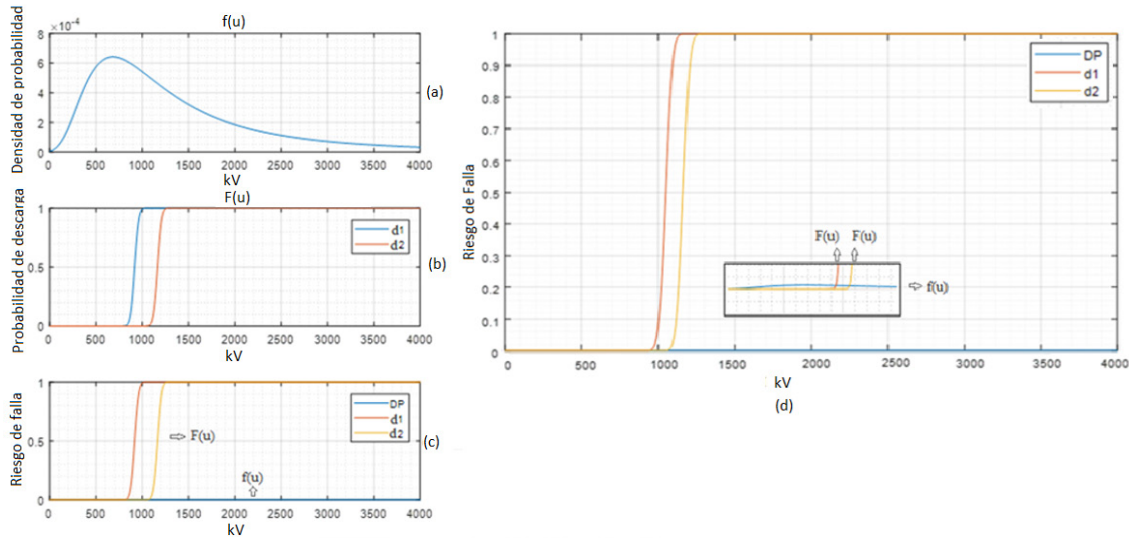 f(u)
×10⁻⁴
Densidad de probabilidad
8
6
4
2
0
0 500 1000 1500 2000 2500 3000 3500 4000
kV
(a)
F(u)
Probabilidad de descarga
1
0.5
0
d1
d2
0 500 1000 1500 2000 2500 3000 3500 4000
kV
(b)
Riesgo de falla
1
0.5
0
DP
d1
d2
⇨ F(u)
f(u)
0 500 1000 1500 2000 2500 3000 3500 4000
kV
(c)
Riesgo de Falla
1
0.9
0.8
0.7
0.6
0.5
0.4
0.3
0.2
0.1
0
DP
d1
d2
F(u) F(u)
⇨ f(u)
0 500 1000 1500 2000 2500 3000 3500 4000
kV
(d)